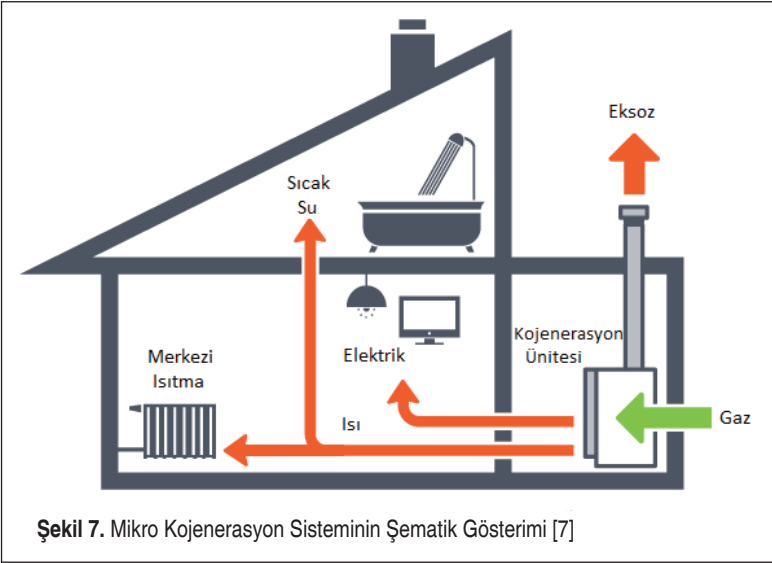 Eksoz
Sıcak
Su
Kojenerasyon
Ünitesi
Merkezi
Isıtma
Elektrik
Isı
Gaz
Şekil 7. Mikro Kojenerasyon Sisteminin Şematik Gösterimi [7]